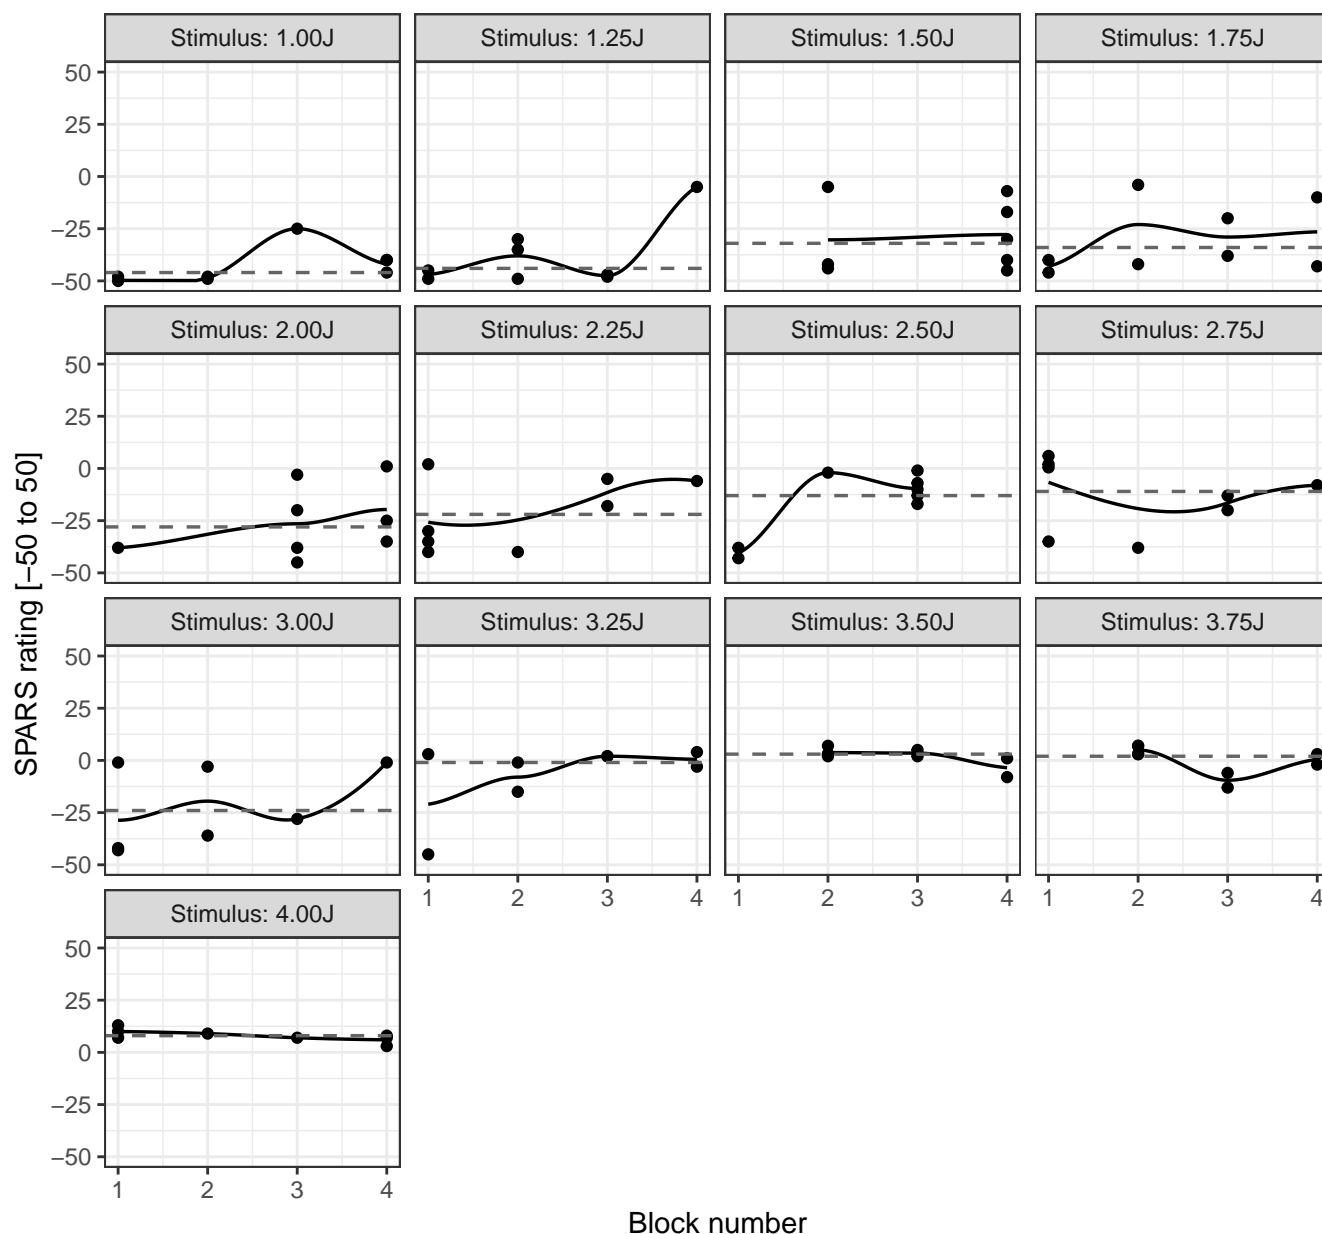 Stimulus: 1.00J
Stimulus: 1.25J
Stimulus: 1.50J
Stimulus: 1.75J
50
25
0
−25
−50
Stimulus: 2.00J
Stimulus: 2.25J
Stimulus: 2.50J
Stimulus: 2.75J
50
25
0
−25
−50
SPARS rating [−50 to 50]
Stimulus: 3.00J
Stimulus: 3.25J
Stimulus: 3.50J
Stimulus: 3.75J
50
25
0
−25
−50
1 2 3 4
1 2 3 4
1 2 3 4
Stimulus: 4.00J
50
25
0
−25
−50
1 2 3 4
Block number